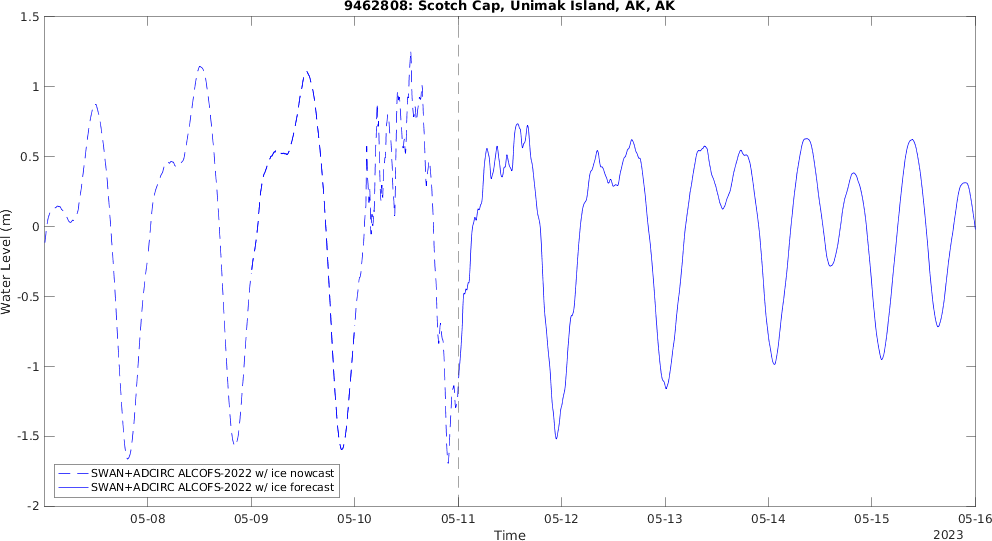 9462808: Scotch Cap, Unimak Island, AK, AK
1.5
1
0.5
0
-0.5
-1
-1.5
-2
Water Level (m)
SWAN+ADCIRC ALCOFS-2022 w/ ice nowcast
SWAN+ADCIRC ALCOFS-2022 w/ ice forecast
05-08 05-09 05-10 05-11 05-12 05-13 05-14 05-15 05-16
Time
2023